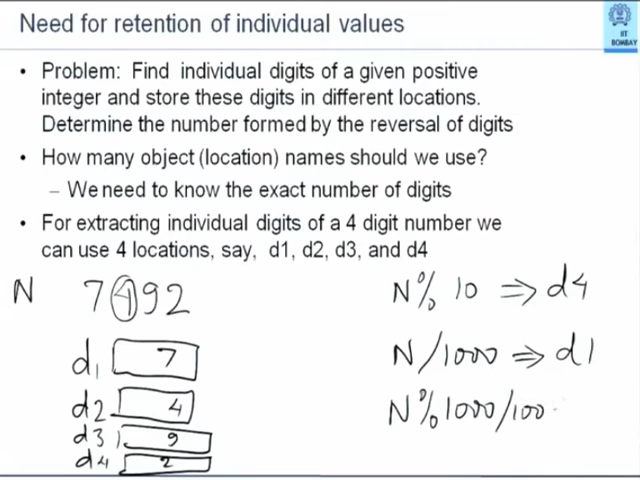 Need for retention of individual values
IIT
BOMBAY
• Problem: Find individual digits of a given positive
integer and store these digits in different locations.
Determine the number formed by the reversal of digits
• How many object (location) names should we use?
– We need to know the exact number of digits
• For extracting individual digits of a 4 digit number we
can use 4 locations, say, d1, d2, d3, and d4
N 7492
N% 10 ⇒ d4
d1 7
N/1000 ⇒ d1
d2 4
N%1000/100
d3 9
d4 2